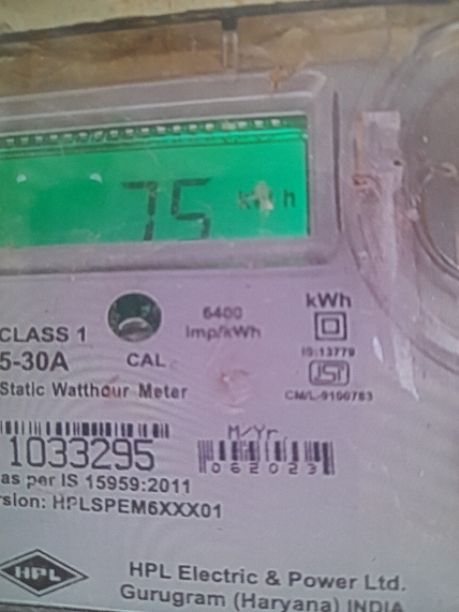 75 kWh
6400
Imp/kWh
kWh
CLASS 1
5-30A
CAL
IS:13779
ISI
CM/L-9100783
Static Watthour Meter
1033295
M/Yr.
062023
as per IS 15959:2011
rsion: HPLSPEM6XXX01
HPL
HPL Electric & Power Ltd.
Gurugram (Haryana) INDIA